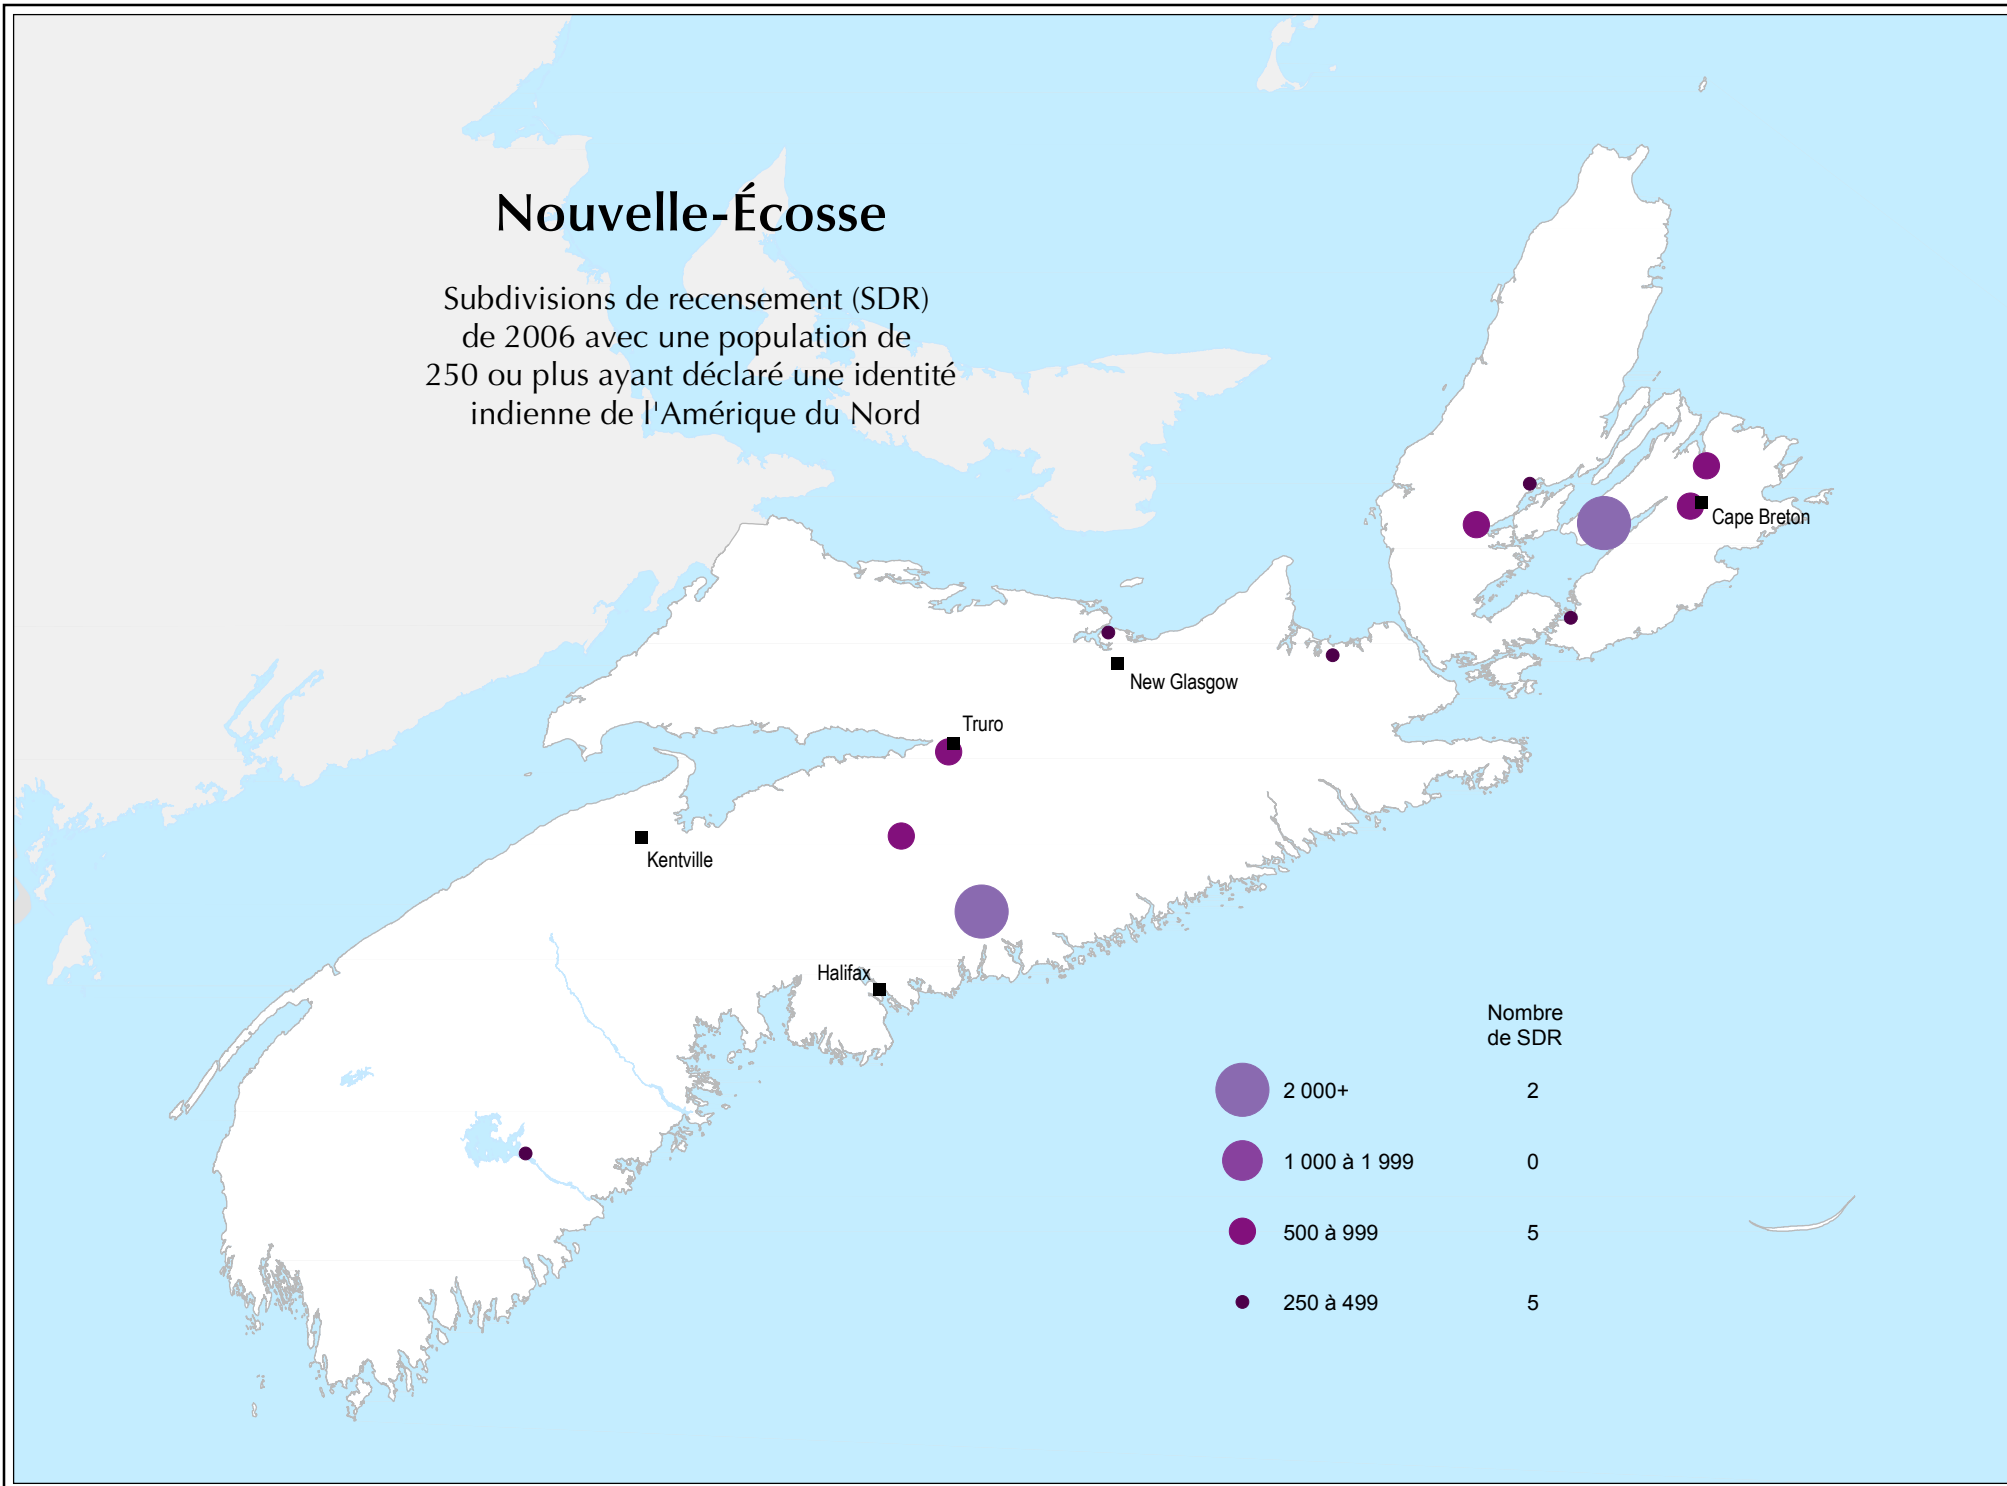 Nouvelle-Écosse
Subdivisions de recensement (SDR)
de 2006 avec une population de
250 ou plus ayant déclaré une identité
indienne de l'Amérique du Nord
Cape Breton
New Glasgow
Truro
Kentville
Halifax
Nombre
de SDR
2 000+ 2
1 000 à 1 999 0
500 à 999 5
250 à 499 5